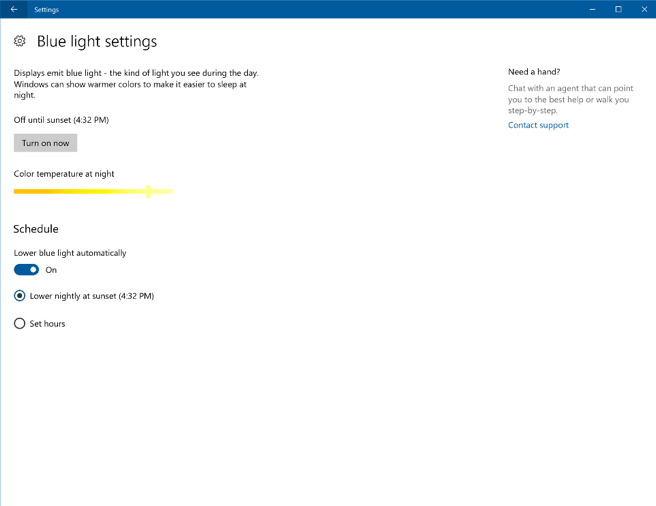 Settings
Blue light settings
Displays emit blue light - the kind of light you see during the day.
Windows can show warmer colors to make it easier to sleep at
night.
Off until sunset (4:32 PM)
Turn on now
Color temperature at night
Schedule
Lower blue light automatically
On
Lower nightly at sunset (4:32 PM)
Set hours
Need a hand?
Chat with an agent that can point
you to the best help or walk you
step-by-step.
Contact support